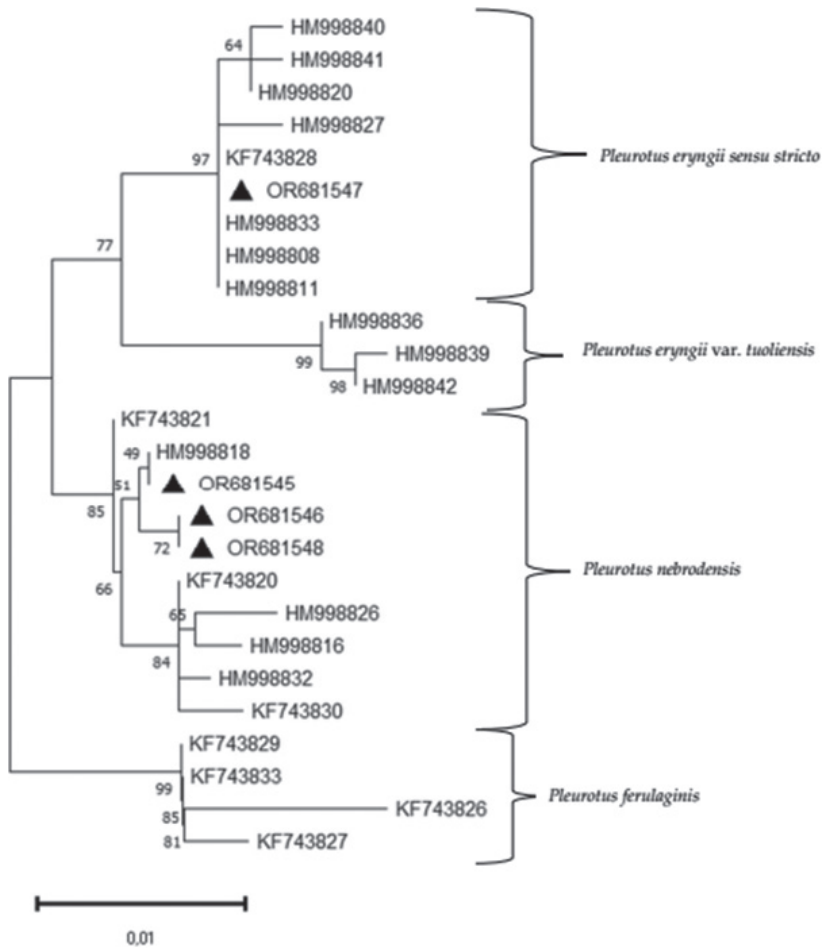 HM998840
64
HM998841
HM998820
HM998827
97
KF743828
Pleurotus eryngii sensu stricto
OR681547
HM998833
77
HM998808
HM998811
HM998836
99
HM998839
Pleurotus eryngii var. tuoliensis
98
HM998842
KF743821
49
HM998818
51
OR681545
85
OR681546
72
OR681548
Pleurotus nebrodensis
66
KF743820
65
HM998826
HM998816
84
HM998832
KF743830
KF743829
99
KF743833
Pleurotus ferulaginis
85
KF743826
81
KF743827
0,01